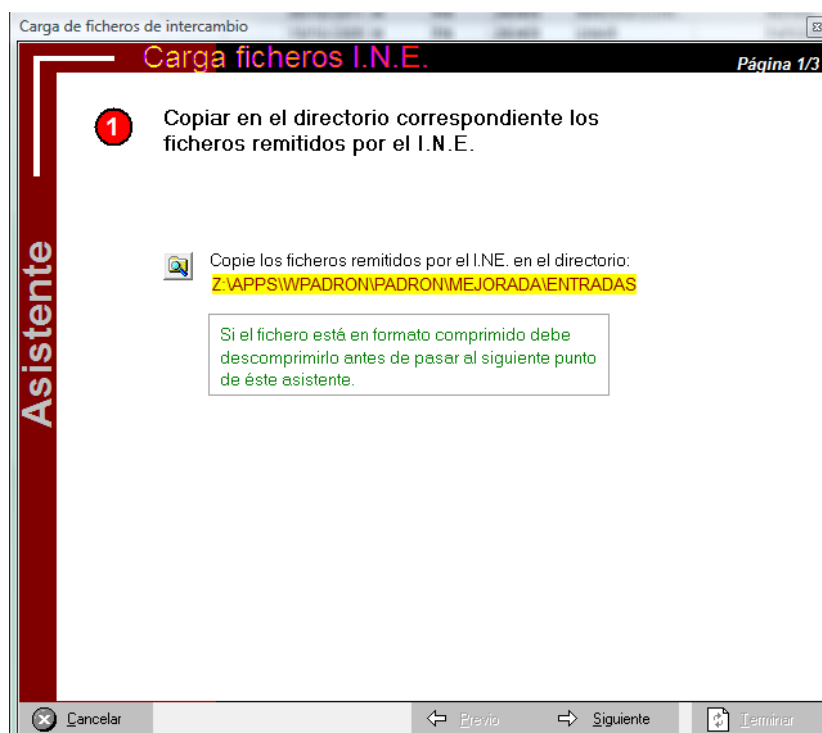 Carga de ficheros de intercambio
Carga ficheros I.N.E.
Página 1/3
1
Copiar en el directorio correspondiente los
ficheros remitidos por el I.N.E.
Asistente
Copie los ficheros remitidos por el I.NE. en el directorio:
Z:\APPS\WPADRON\PADRON\MEJORADA\ENTRADAS
Si el fichero está en formato comprimido debe
descomprimirlo antes de pasar al siguiente punto
de éste asistente.
Cancelar
Previo
Siguiente
Terminar